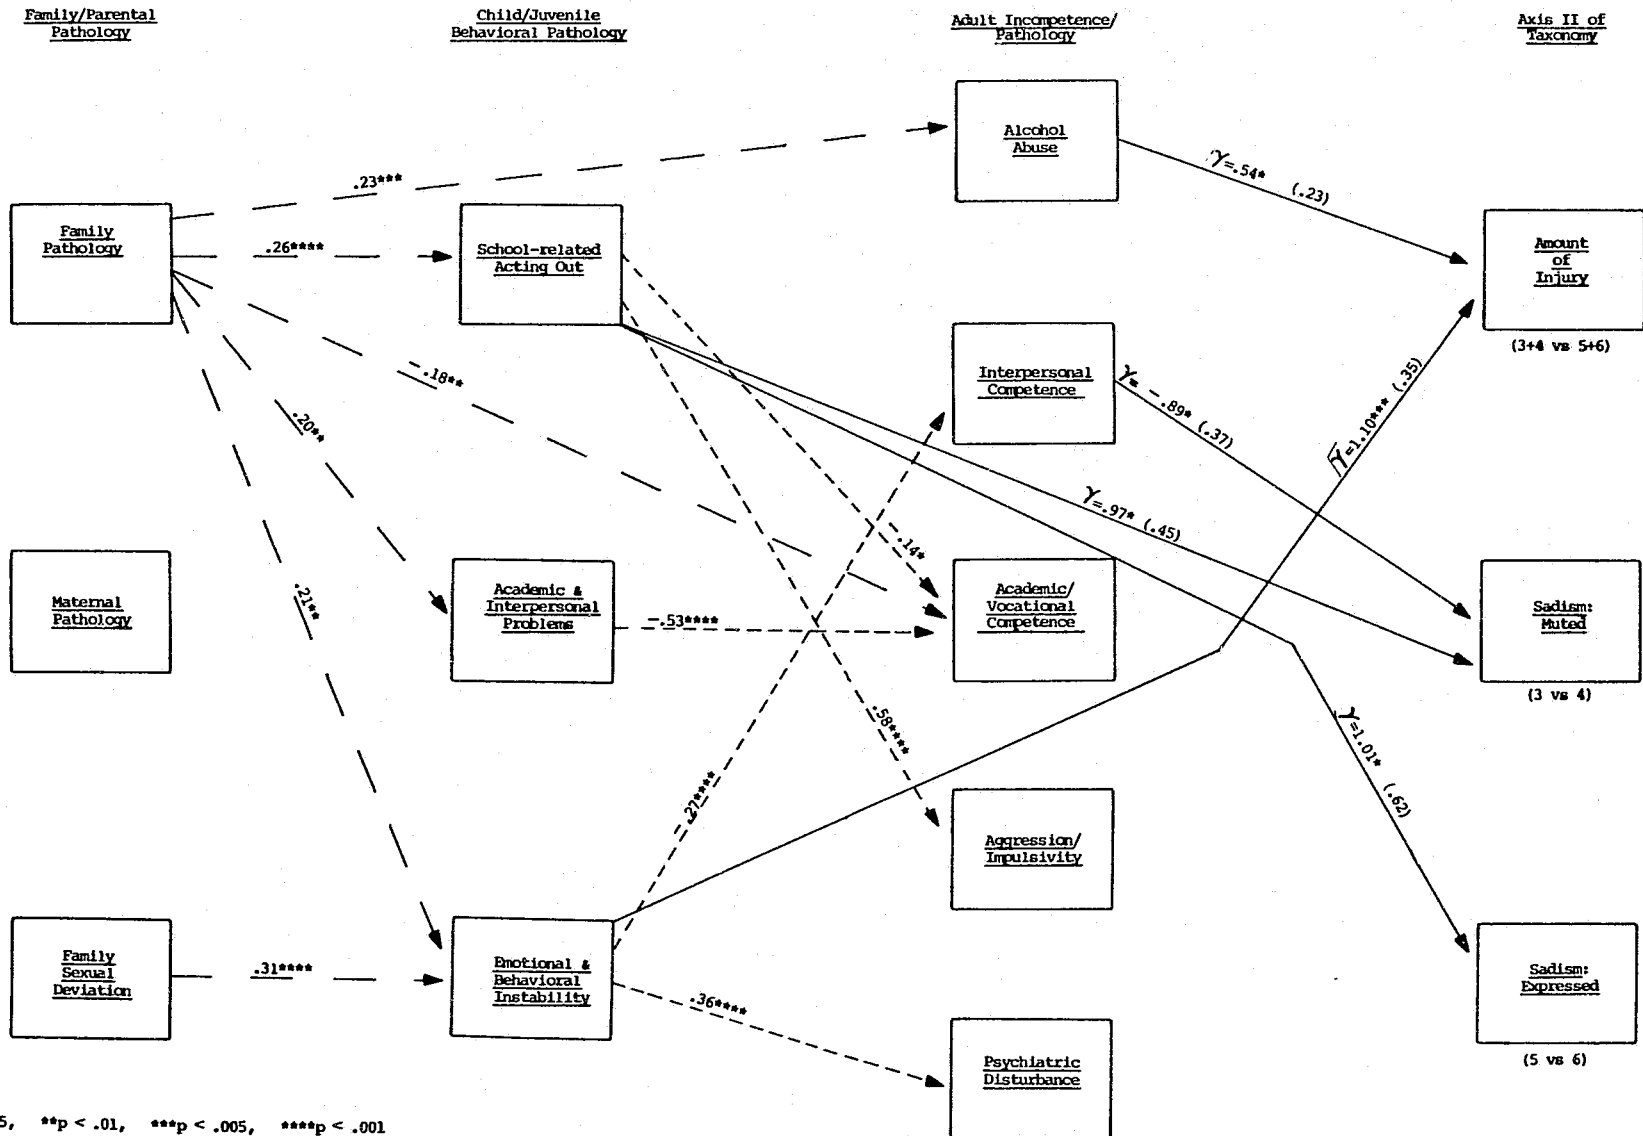 Family/Parental
Pathology
Child/Juvenile
Behavioral Pathology
Adult Incompetence/
Pathology
Axis II of
Taxonomy
Alcohol
Abuse
γ=.54* (.23)
.23***
Family
Pathology
.26****
School-related
Acting Out
Amount
of
Injury
(3+4 vs 5+6)
-.18**
Interpersonal
Competence
γ= -.89* (.37)
γ=1.10*** (.35)
.20**
γ=.97* (.45)
-.14*
Maternal
Pathology
.21**
Academic &
Interpersonal
Problems
-.53****
Academic/
Vocational
Competence
Sadism:
Muted
(3 vs 4)
.58****
γ=1.01* (.62)
-.27****
Aggression/
Impulsivity
Family
Sexual
Deviation
.31****
Emotional &
Behavioral
Instability
.36****
Sadism:
Expressed
(5 vs 6)
Psychiatric
Disturbance
5, **p < .01, ***p < .005, ****p < .001